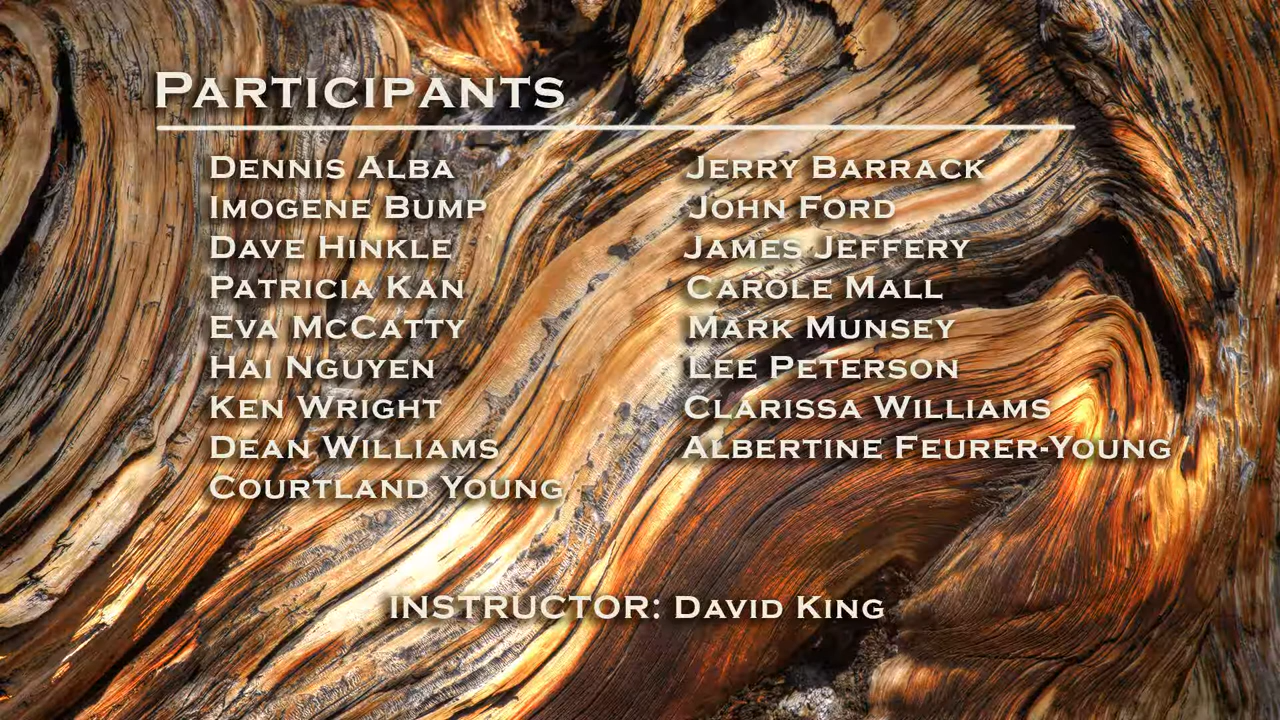 Participants
Dennis Alba
Imogene Bump
Dave Hinkle
Patricia Kan
Eva McCatty
Hai Nguyen
Ken Wright
Dean Williams
Courtland Young
Jerry Barrack
John Ford
James Jeffery
Carole Mall
Mark Munsey
Lee Peterson
Clarissa Williams
Albertine Feurer-Young
INSTRUCTOR: David King